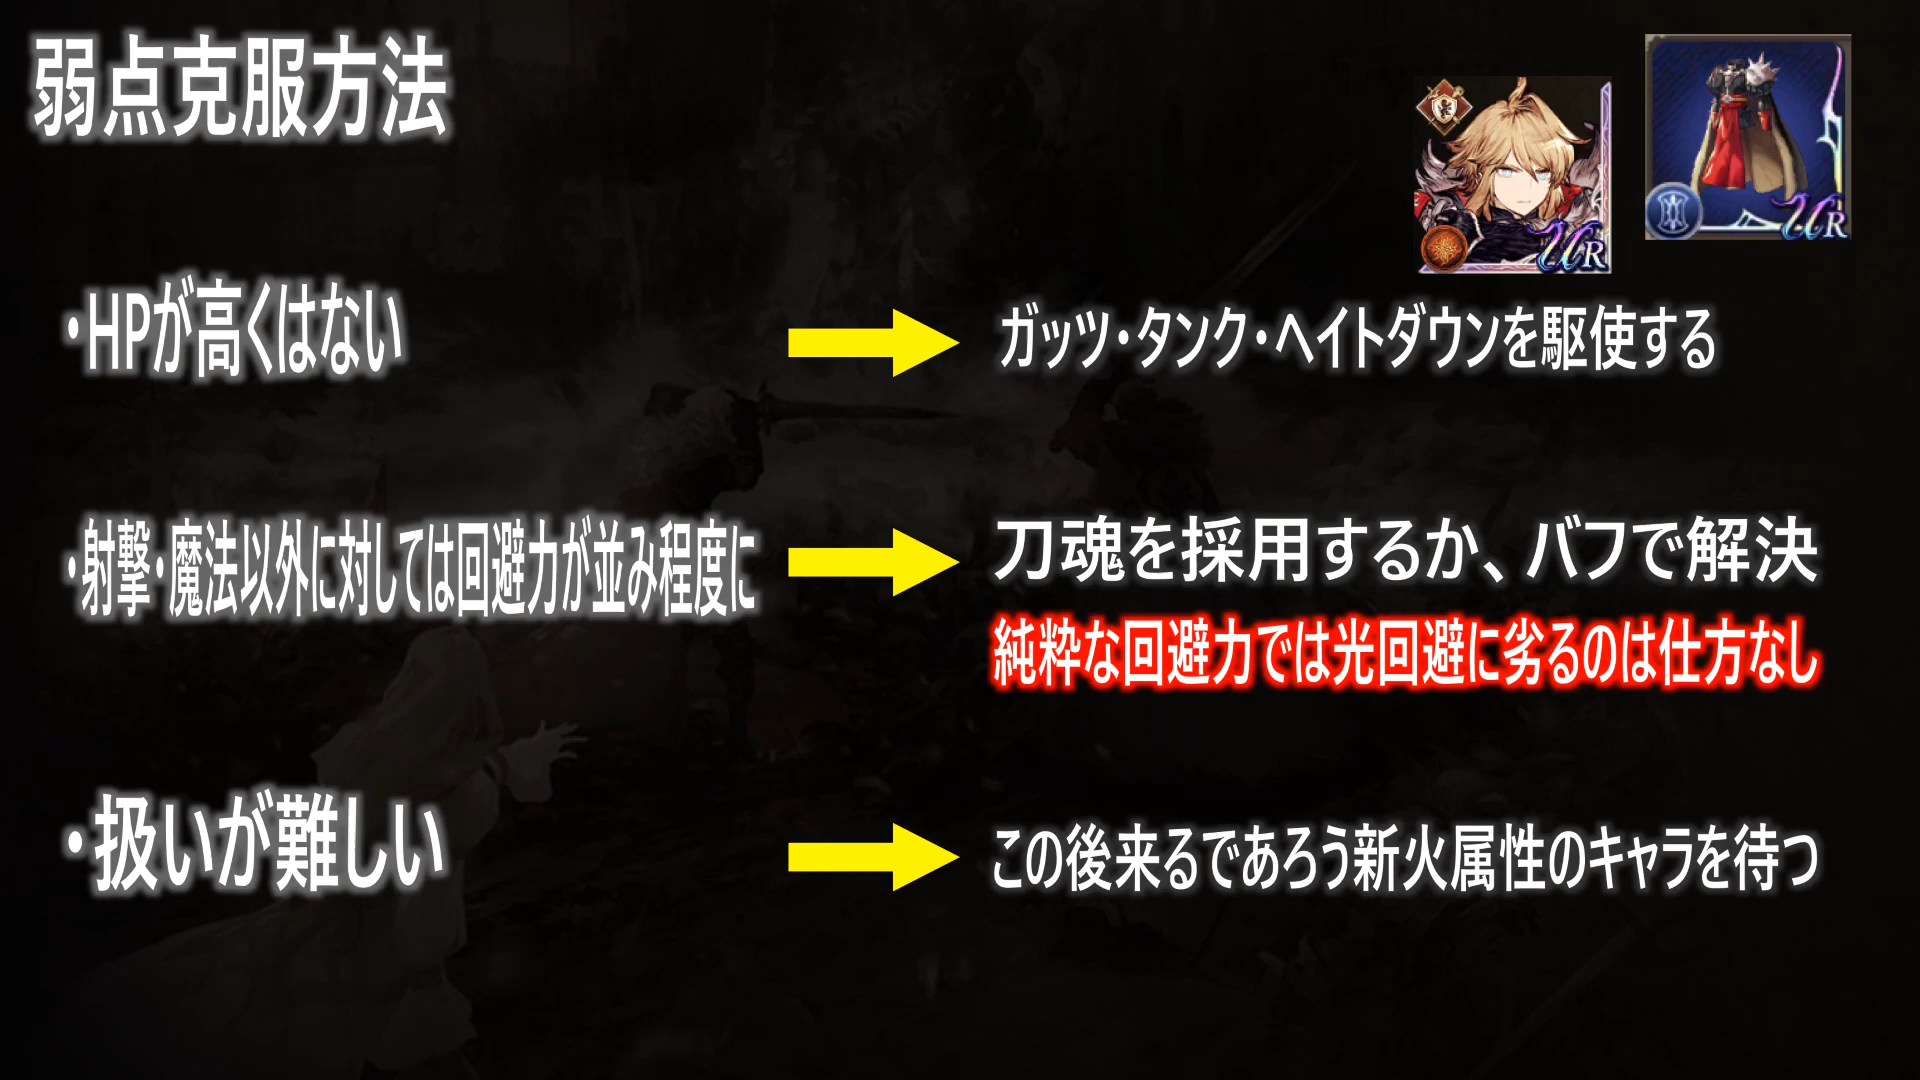 弱点克服方法
UR
UR
・HPが高くはない
ガッツ・タンク・ヘイトダウンを駆使する
・射撃・魔法以外に対しては回避力が並み程度に
刀魂を採用するか、バフで解決
純粋な回避力では光回避に劣るのは仕方なし
・扱いが難しい
この後来るであろう新火属性のキャラを待つ